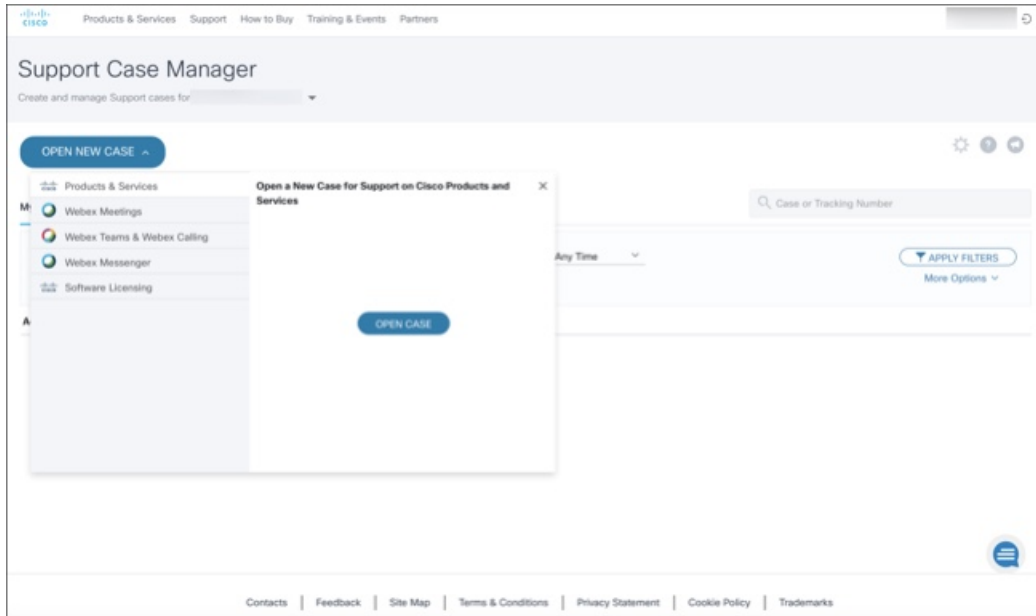 CISCO
Products & Services Support How to Buy Training & Events Partners
Support Case Manager
Create and manage Support cases for
OPEN NEW CASE
Products & Services
Webex Meetings
Webex Teams & Webex Calling
Webex Messenger
Software Licensing
Open a New Case for Support on Cisco Products and
Services
OPEN CASE
Case or Tracking Number
Any Time
APPLY FILTERS
More Options
Contacts | Feedback | Site Map | Terms & Conditions | Privacy Statement | Cookie Policy | Trademarks